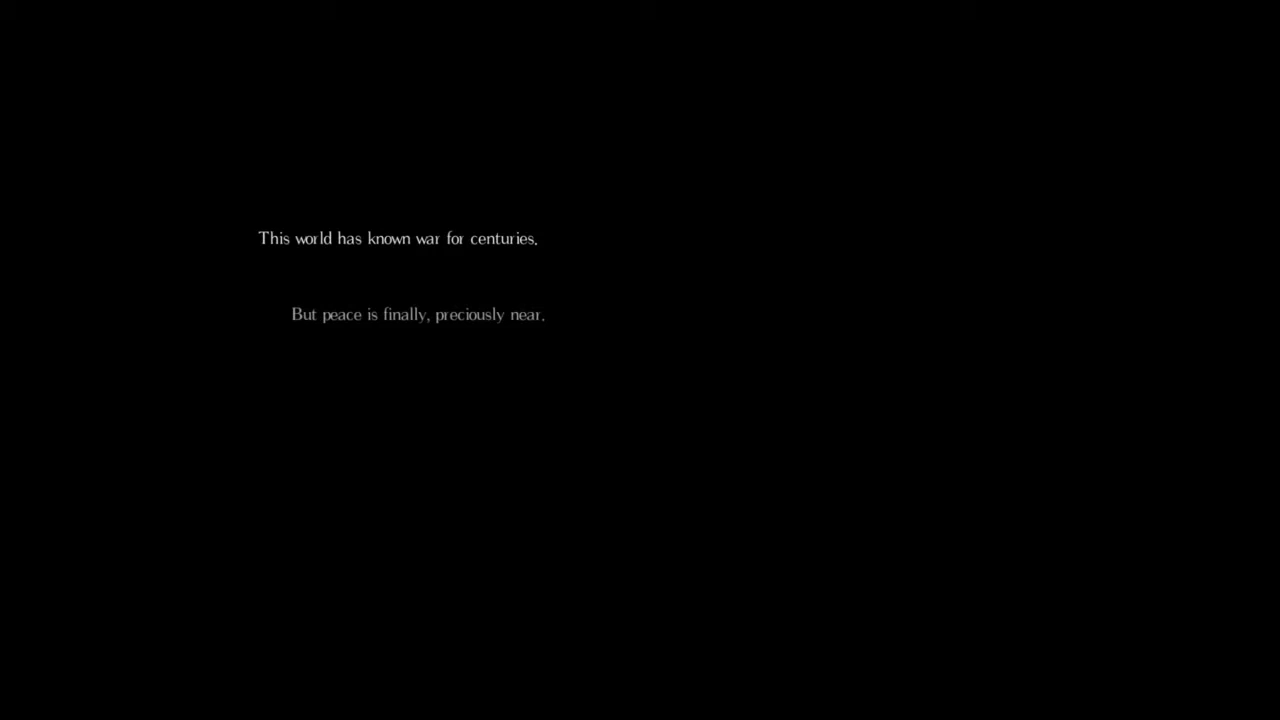 This world has known war for centuries.
But peace is finally, preciously near.